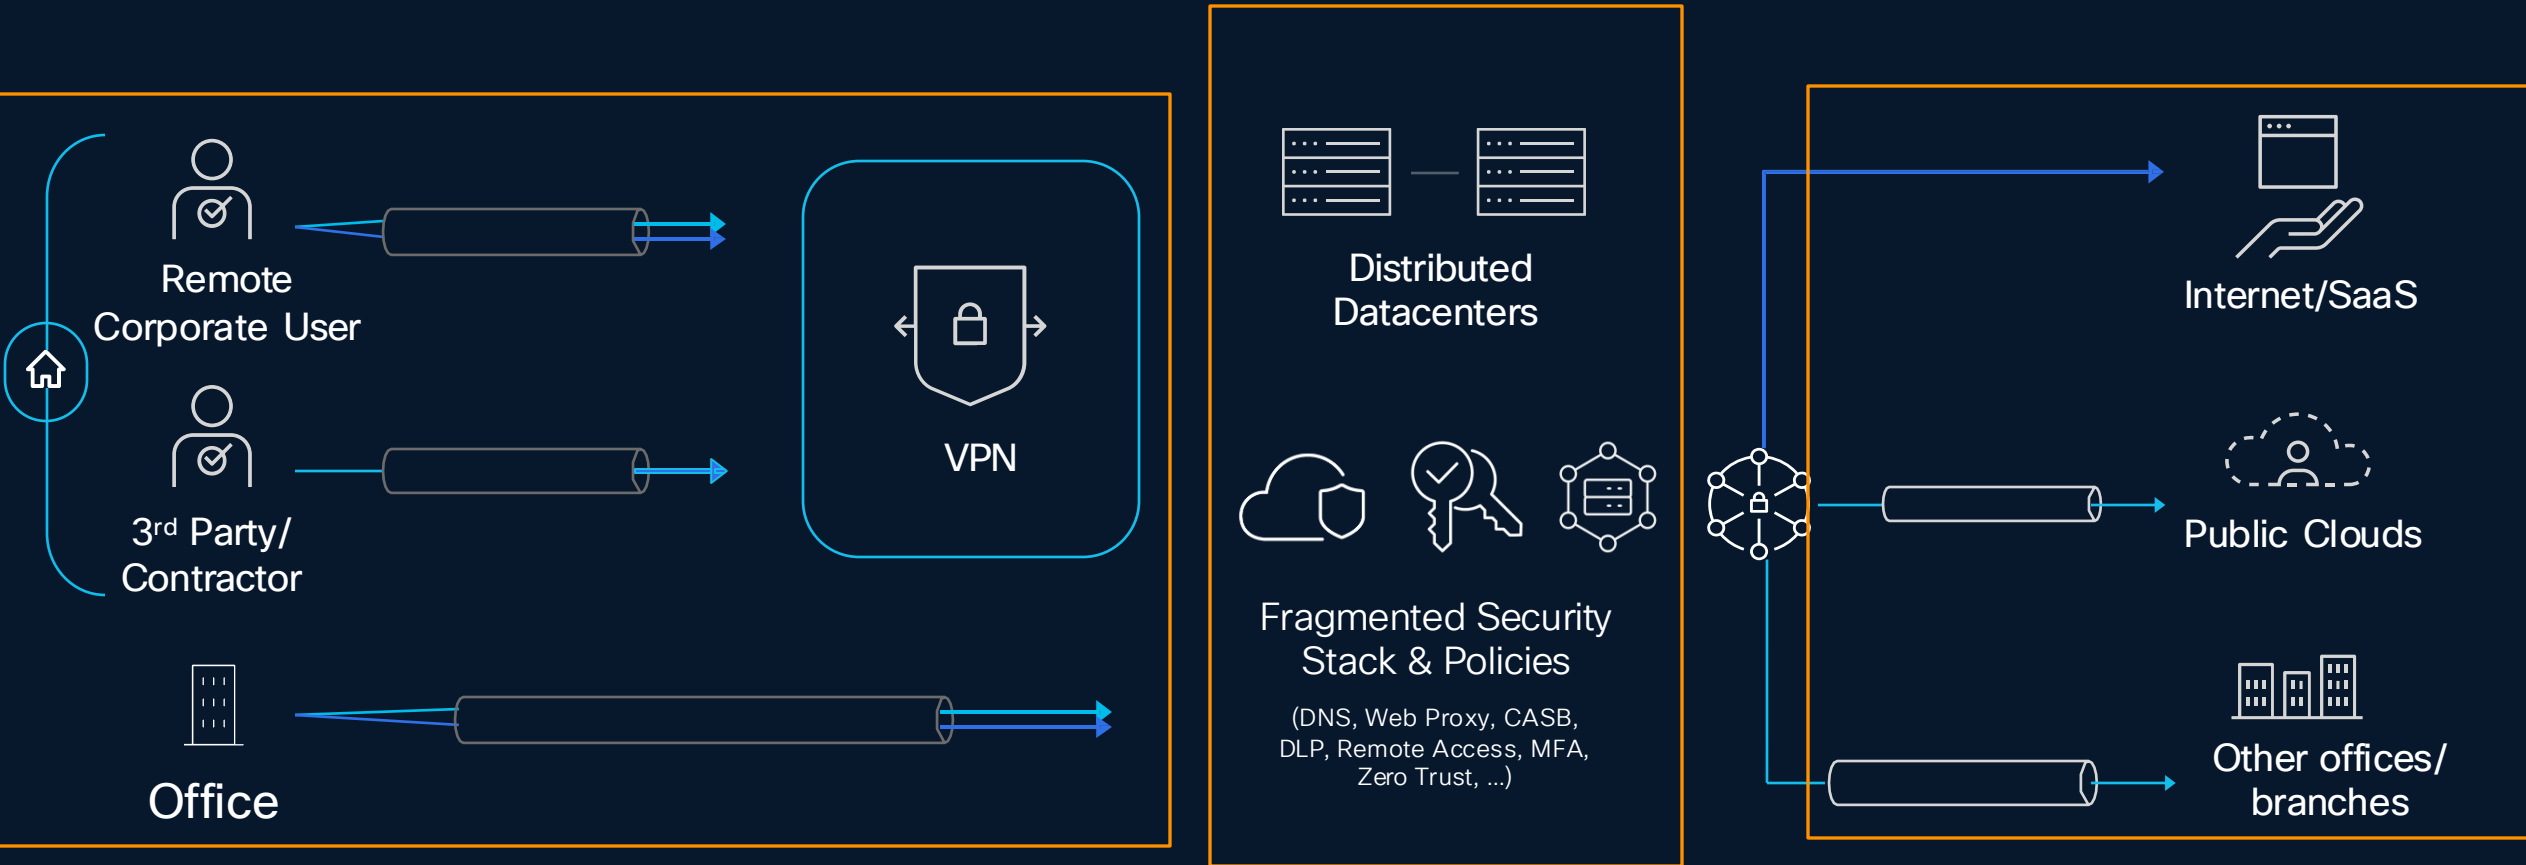 Remote
Corporate User
3rd Party/
Contractor
Office
VPN
Distributed
Datacenters
Fragmented Security
Stack & Policies
(DNS, Web Proxy, CASB,
DLP, Remote Access, MFA,
Zero Trust, ...)
Internet/SaaS
Public Clouds
Other offices/
branches